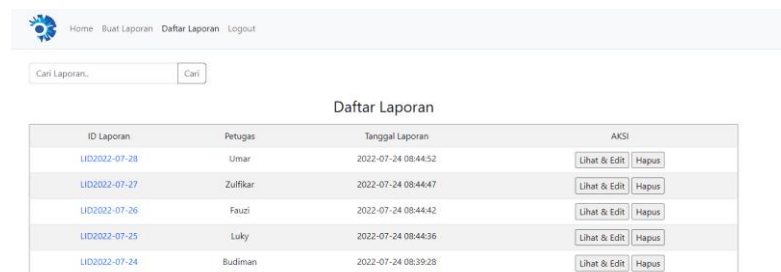 Home Buat Laporan Daftar Laporan Logout
Cari Laporan.. Cari
Daftar Laporan
ID Laporan Petugas Tanggal Laporan AKSI
LID2022-07-28 Umar 2022-07-24 08:44:52 Lihat & Edit Hapus
LID2022-07-27 Zulfikar 2022-07-24 08:44:47 Lihat & Edit Hapus
LID2022-07-26 Fauzi 2022-07-24 08:44:42 Lihat & Edit Hapus
LID2022-07-25 Luky 2022-07-24 08:44:36 Lihat & Edit Hapus
LID2022-07-24 Budiman 2022-07-24 08:39:28 Lihat & Edit Hapus